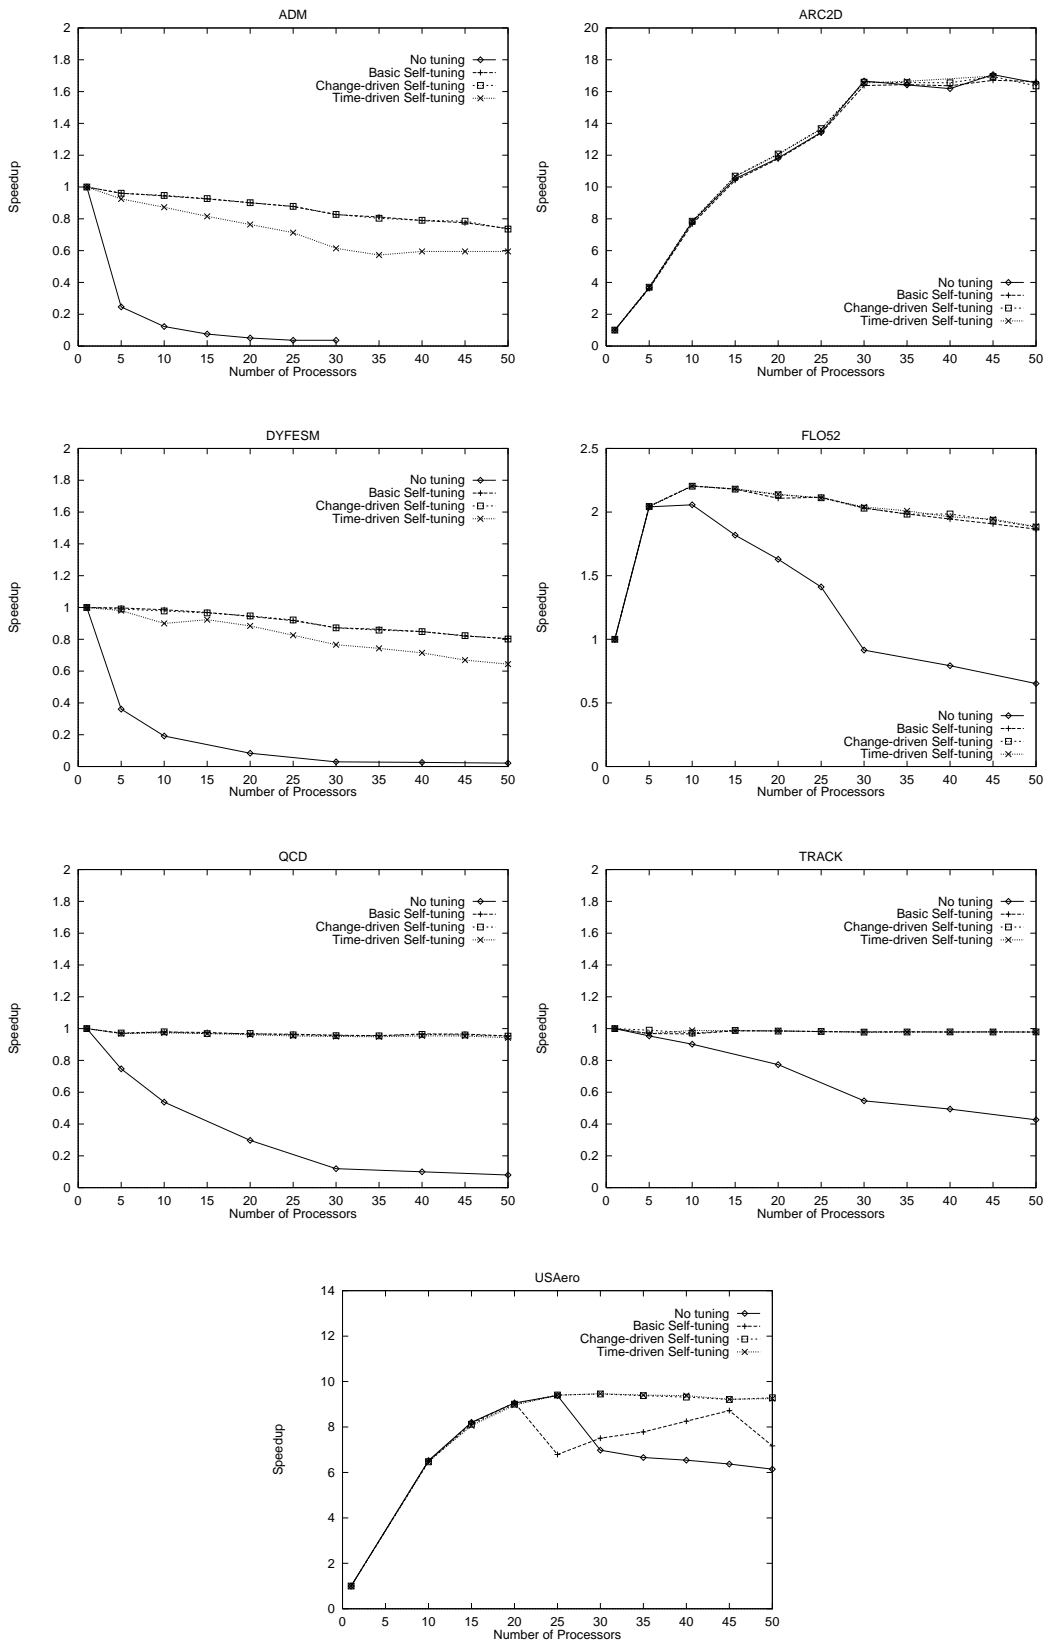 ADM
2
1.8
1.6
1.4
1.2
1
0.8
0.6
0.4
0.2
0
Speedup
No tuning
Basic Self-tuning
Change-driven Self-tuning
Time-driven Self-tuning
0 5 10 15 20 25 30 35 40 45 50
Number of Processors
ARC2D
20
18
16
14
12
10
8
6
4
2
0
Speedup
No tuning
Basic Self-tuning
Change-driven Self-tuning
Time-driven Self-tuning
0 5 10 15 20 25 30 35 40 45 50
Number of Processors
DYFESM
2
1.8
1.6
1.4
1.2
1
0.8
0.6
0.4
0.2
0
Speedup
No tuning
Basic Self-tuning
Change-driven Self-tuning
Time-driven Self-tuning
0 5 10 15 20 25 30 35 40 45 50
Number of Processors
FLO52
2.5
2
1.5
1
0.5
0
Speedup
No tuning
Basic Self-tuning
Change-driven Self-tuning
Time-driven Self-tuning
0 5 10 15 20 25 30 35 40 45 50
Number of Processors
QCD
2
1.8
1.6
1.4
1.2
1
0.8
0.6
0.4
0.2
0
Speedup
No tuning
Basic Self-tuning
Change-driven Self-tuning
Time-driven Self-tuning
0 5 10 15 20 25 30 35 40 45 50
Number of Processors
TRACK
2
1.8
1.6
1.4
1.2
1
0.8
0.6
0.4
0.2
0
Speedup
No tuning
Basic Self-tuning
Change-driven Self-tuning
Time-driven Self-tuning
0 5 10 15 20 25 30 35 40 45 50
Number of Processors
USAero
14
12
10
8
6
4
2
0
Speedup
No tuning
Basic Self-tuning
Change-driven Self-tuning
Time-driven Self-tuning
0 5 10 15 20 25 30 35 40 45 50
Number of Processors